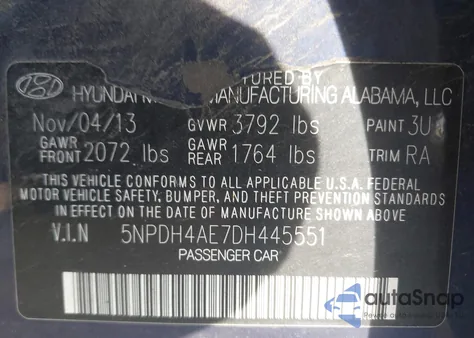 TURED BY
HYUNDAI M MANUFACTURING ALABAMA, LLC
Nov/04/13 GVWR 3792 lbs PAINT 3U
GAWR FRONT 2072 lbs GAWR REAR 1764 lbs TRIM RA
THIS VEHICLE CONFORMS TO ALL APPLICABLE U.S.A. FEDERAL
MOTOR VEHICLE SAFETY, BUMPER, AND THEFT PREVENTION STANDARDS
IN EFFECT ON THE DATE OF MANUFACTURE SHOWN ABOVE.
V.I.N 5NPDH4AE7DH445551
PASSENGER CAR
autoSnap